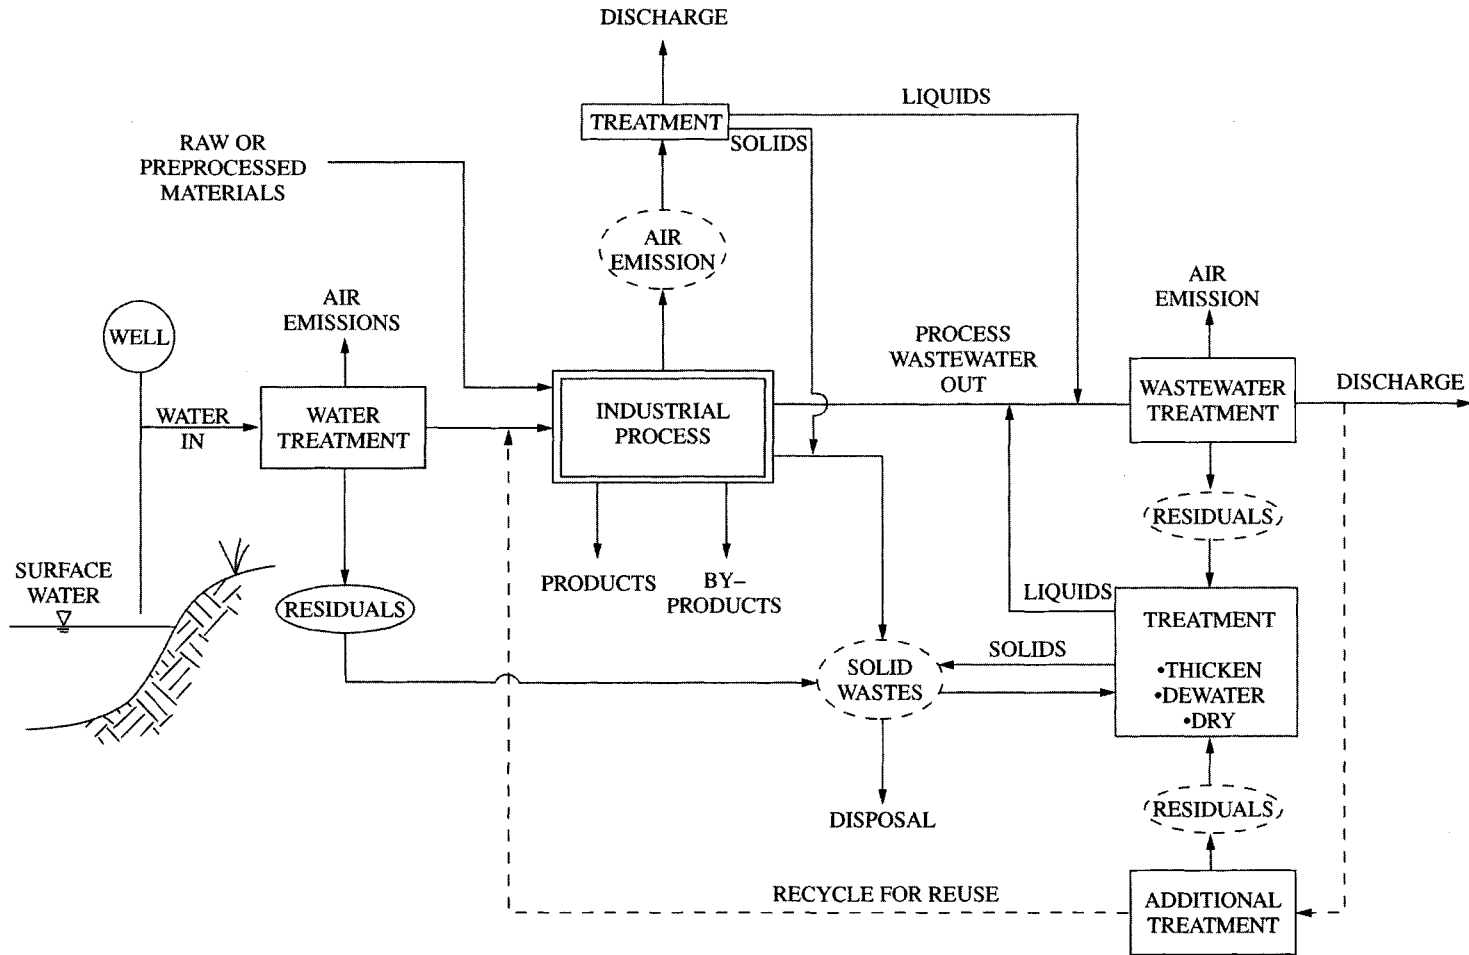 DISCHARGE
LIQUIDS
TREATMENT
SOLIDS
RAW OR
PREPROCESSED
MATERIALS
AIR
EMISSION
AIR
EMISSIONS
WELL
WATER
IN
WATER
TREATMENT
INDUSTRIAL
PROCESS
PROCESS
WASTEWATER
OUT
AIR
EMISSION
WASTEWATER
TREATMENT
DISCHARGE
RESIDUALS
SURFACE
WATER
RESIDUALS
PRODUCTS
BY–
PRODUCTS
LIQUIDS
TREATMENT
•THICKEN
•DEWATER
•DRY
SOLIDS
SOLID
WASTES
DISPOSAL
RESIDUALS
RECYCLE FOR REUSE
ADDITIONAL
TREATMENT